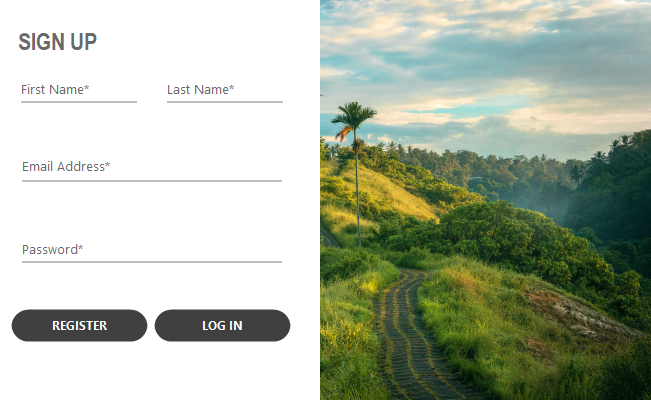 SIGN UP
First Name* Last Name*
Email Address*
Password*
REGISTER LOG IN